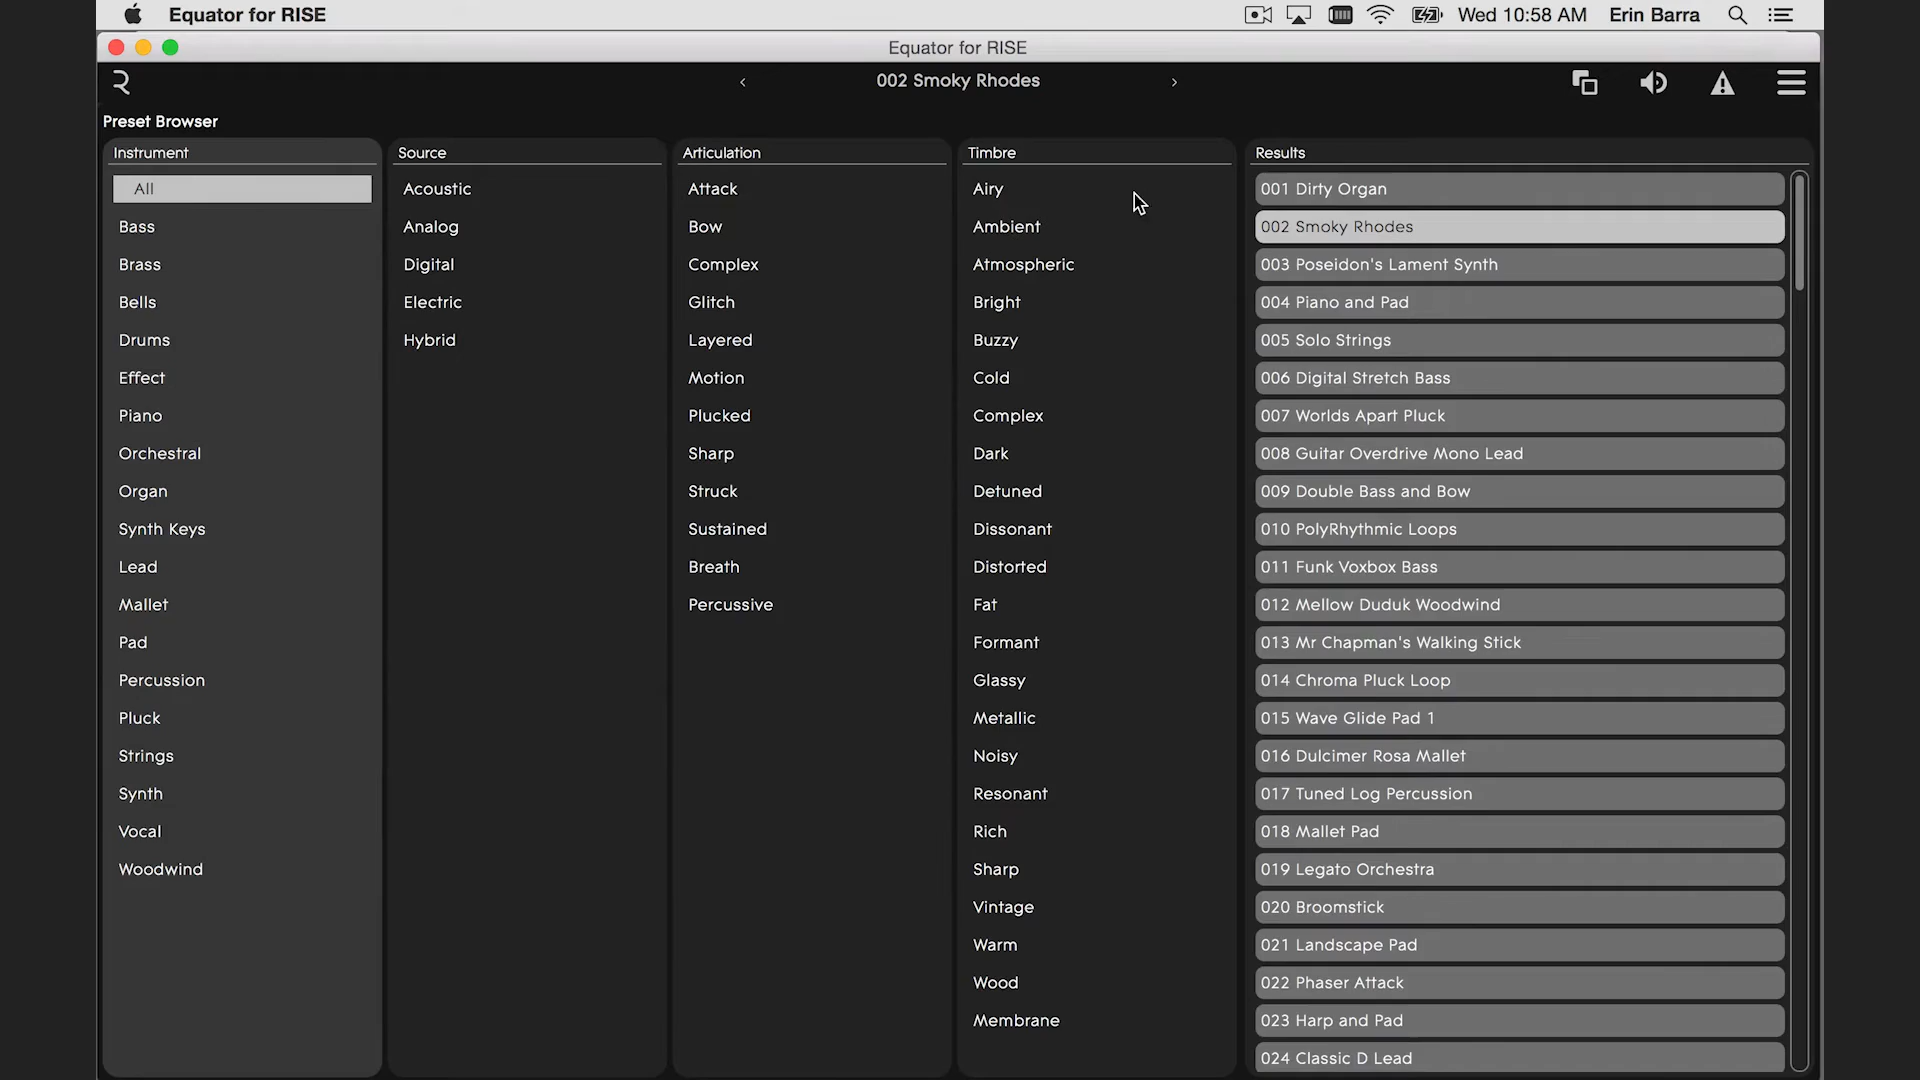 Equator for RISE
Wed 10:58 AM
Erin Barra
Equator for RISE
‹
002 Smoky Rhodes
›
Preset Browser
Instrument
All
Bass
Brass
Bells
Drums
Effect
Piano
Orchestral
Organ
Synth Keys
Lead
Mallet
Pad
Percussion
Pluck
Strings
Synth
Vocal
Woodwind
Source
Acoustic
Analog
Digital
Electric
Hybrid
Articulation
Attack
Bow
Complex
Glitch
Layered
Motion
Plucked
Sharp
Struck
Sustained
Breath
Percussive
Timbre
Airy
Ambient
Atmospheric
Bright
Buzzy
Cold
Complex
Dark
Detuned
Dissonant
Distorted
Fat
Formant
Glassy
Metallic
Noisy
Resonant
Rich
Sharp
Vintage
Warm
Wood
Membrane
Results
001 Dirty Organ
002 Smoky Rhodes
003 Poseidon's Lament Synth
004 Piano and Pad
005 Solo Strings
006 Digital Stretch Bass
007 Worlds Apart Pluck
008 Guitar Overdrive Mono Lead
009 Double Bass and Bow
010 PolyRhythmic Loops
011 Funk Voxbox Bass
012 Mellow Duduk Woodwind
013 Mr Chapman's Walking Stick
014 Chroma Pluck Loop
015 Wave Glide Pad 1
016 Dulcimer Rosa Mallet
017 Tuned Log Percussion
018 Mallet Pad
019 Legato Orchestra
020 Broomstick
021 Landscape Pad
022 Phaser Attack
023 Harp and Pad
024 Classic D Lead